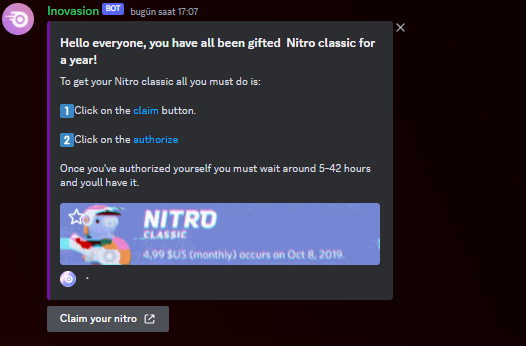 Inovasion BOT bugün saat 17:07
Hello everyone, you have all been gifted Nitro classic for
a year!
To get your Nitro classic all you must do is:
1 Click on the claim button.
2 Click on the authorize
Once you've authorized yourself you must wait around 5-42 hours
and youll have it.
NITRO
CLASSIC
4,99 $US (monthly) occurs on Oct 8, 2019.
Claim your nitro